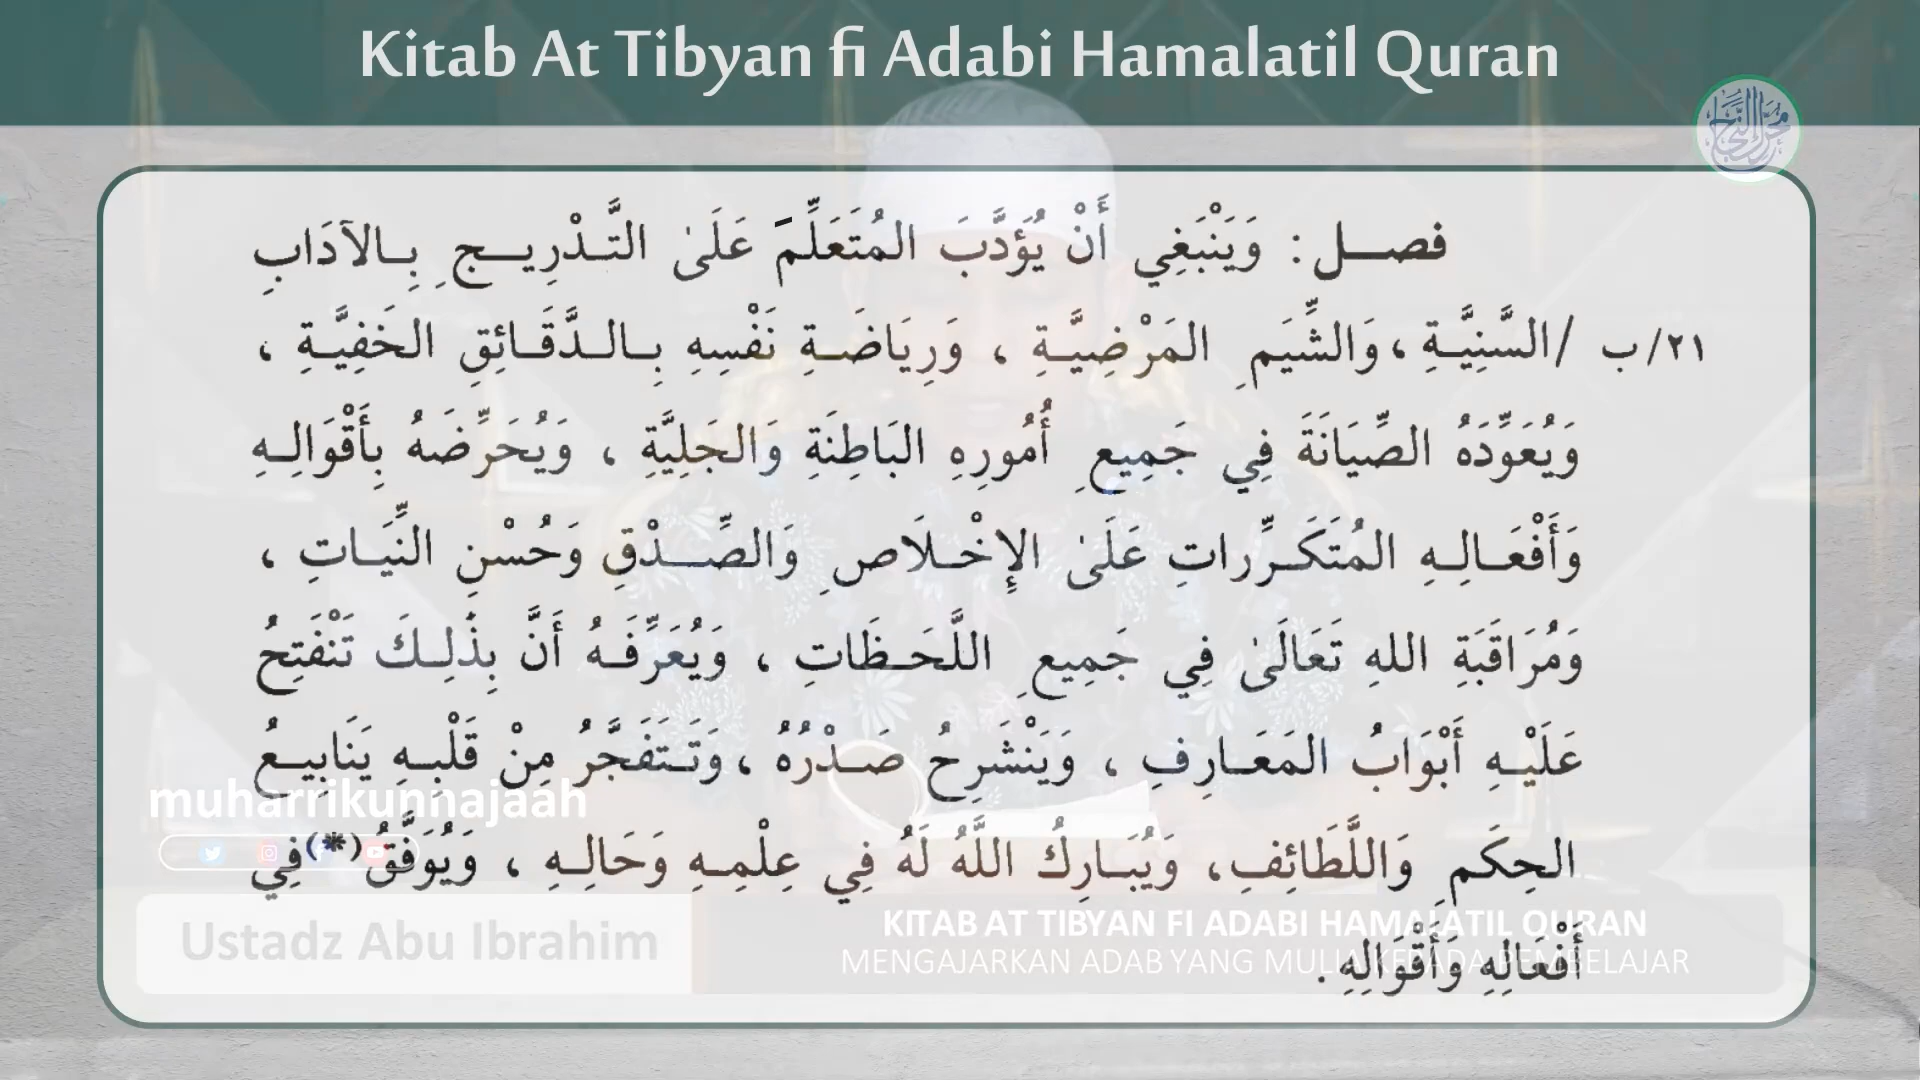 Kitab At Tibyan fi Adabi Hamalatil Quran
محرك النجاح
فصل : وَيَنْبَغِي أَنْ يُؤَدَّبَ المُتَعَلِّمَ عَلَىٰ التَّدْرِيجِ بِالآدَابِ
٢١/ب /السَّنِيَّةِ ، وَالشِّيَمِ المَرْضِيَّةِ ، وَرِيَاضَةِ نَفْسِهِ بِالدَّقَائِقِ الخَفِيَّةِ ،
وَيُعَوِّدَهُ الصِّيَانَةَ فِي جَمِيعِ أُمُورِهِ البَاطِنَةِ وَالجَلِيَّةِ ، وَيُحَرِّضَهُ بِأَقْوَالِهِ
وَأَفْعَالِهِ المُتَكَرِّراتِ عَلَىٰ الإِخْلَاصِ وَالصِّدْقِ وَحُسْنِ النِّيَاتِ ،
وَمُرَاقَبَةِ اللهِ تَعَالَىٰ فِي جَمِيعِ اللَّحَظَاتِ ، وَيُعَرِّفَهُ أَنَّ بِذٰلِكَ تَنْفَتِحُ
عَلَيْهِ أَبْوَابُ المَعَارِفِ ، وَيَنْشَرِحُ صَدْرُهُ ، وَتَتَفَجَّرُ مِنْ قَلْبِهِ يَنَابِيعُ
الحِكَمِ وَاللَّطَائِفِ ، وَيُبَارِكُ اللَّهُ لَهُ فِي عِلْمِهِ وَحَالِهِ ، وَيُوَفَّقُ (*) فِي
أَفْعَالِهِ وَأَقْوَالِهِ .
muharrikunnajaah
Ustadz Abu Ibrahim
KITAB AT TIBYAN FI ADABI HAMALATIL QURAN
MENGAJARKAN ADAB YANG MULIA KEPADA PEMBELAJAR